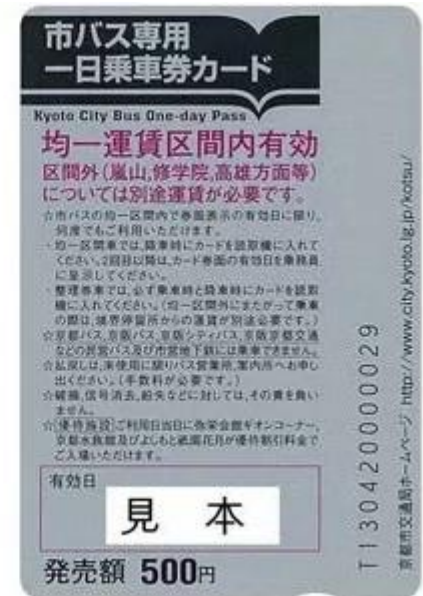 市バス専用
一日乗車券カード
Kyoto City Bus One-day Pass
均一運賃区間内有効
区間外(嵐山,修学院,高雄方面等)
については別途運賃が必要です。
☆市バスの均一区間内で券面表示の有効日に限り、
何度でもご利用いただけます。
・均一区間車では、降車時にカードを読取機に入れて
ください。2回目以降は、カード券面の有効日を乗務員
に呈示してください。
・整理券車では、必ず乗車時と降車時にカードを読取
機に入れてください。(均一区間外にまたがって乗車
の際は、境界停留所からの運賃が別途必要です。)
☆京都バス、京阪バス、京阪シティバス、京阪京都交通
などの民営バス及び市営地下鉄には乗車できません。
☆払戻しは、未使用に限りバス営業所、案内所へお申し
出ください。(手数料が必要です。)
☆破損、信号消去、紛失などに対しては、その責を負い
ません。
☆優待施設 ご利用日当日に弥栄会館ギオンコーナー、
京都水族館及びよしもと祇園花月が優待割引料金で
ご入場いただけます。
有効日
見 本
発売額 500円
T13042000000029
京都市交通局ホームページ http://www.city.kyoto.lg.jp/kotsu/